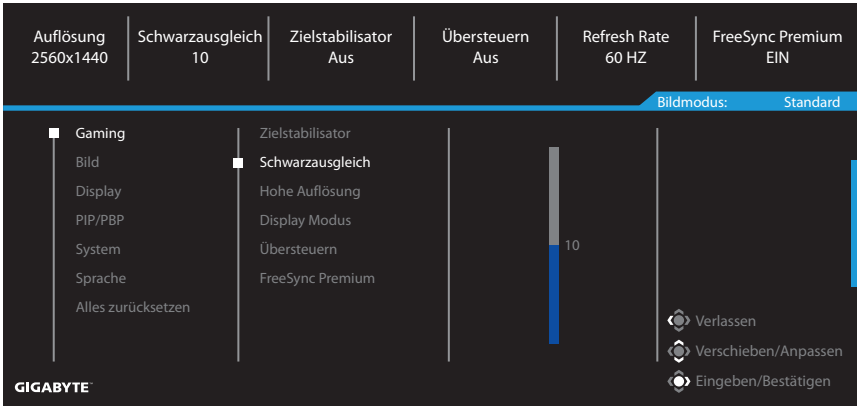 Auflösung Schwarzausgleich Zielstabilisator Übersteuern Refresh Rate FreeSync Premium
2560x1440 10 Aus Aus 60 HZ EIN
Bildmodus: Standard
Gaming Zielstabilisator
Bild Schwarzausgleich
Display Hohe Auflösung
PIP/PBP Display Modus
System Übersteuern 10
Sprache FreeSync Premium
Alles zurücksetzen
Verlassen
Verschieben/Anpassen
GIGABYTE™ Eingeben/Bestätigen